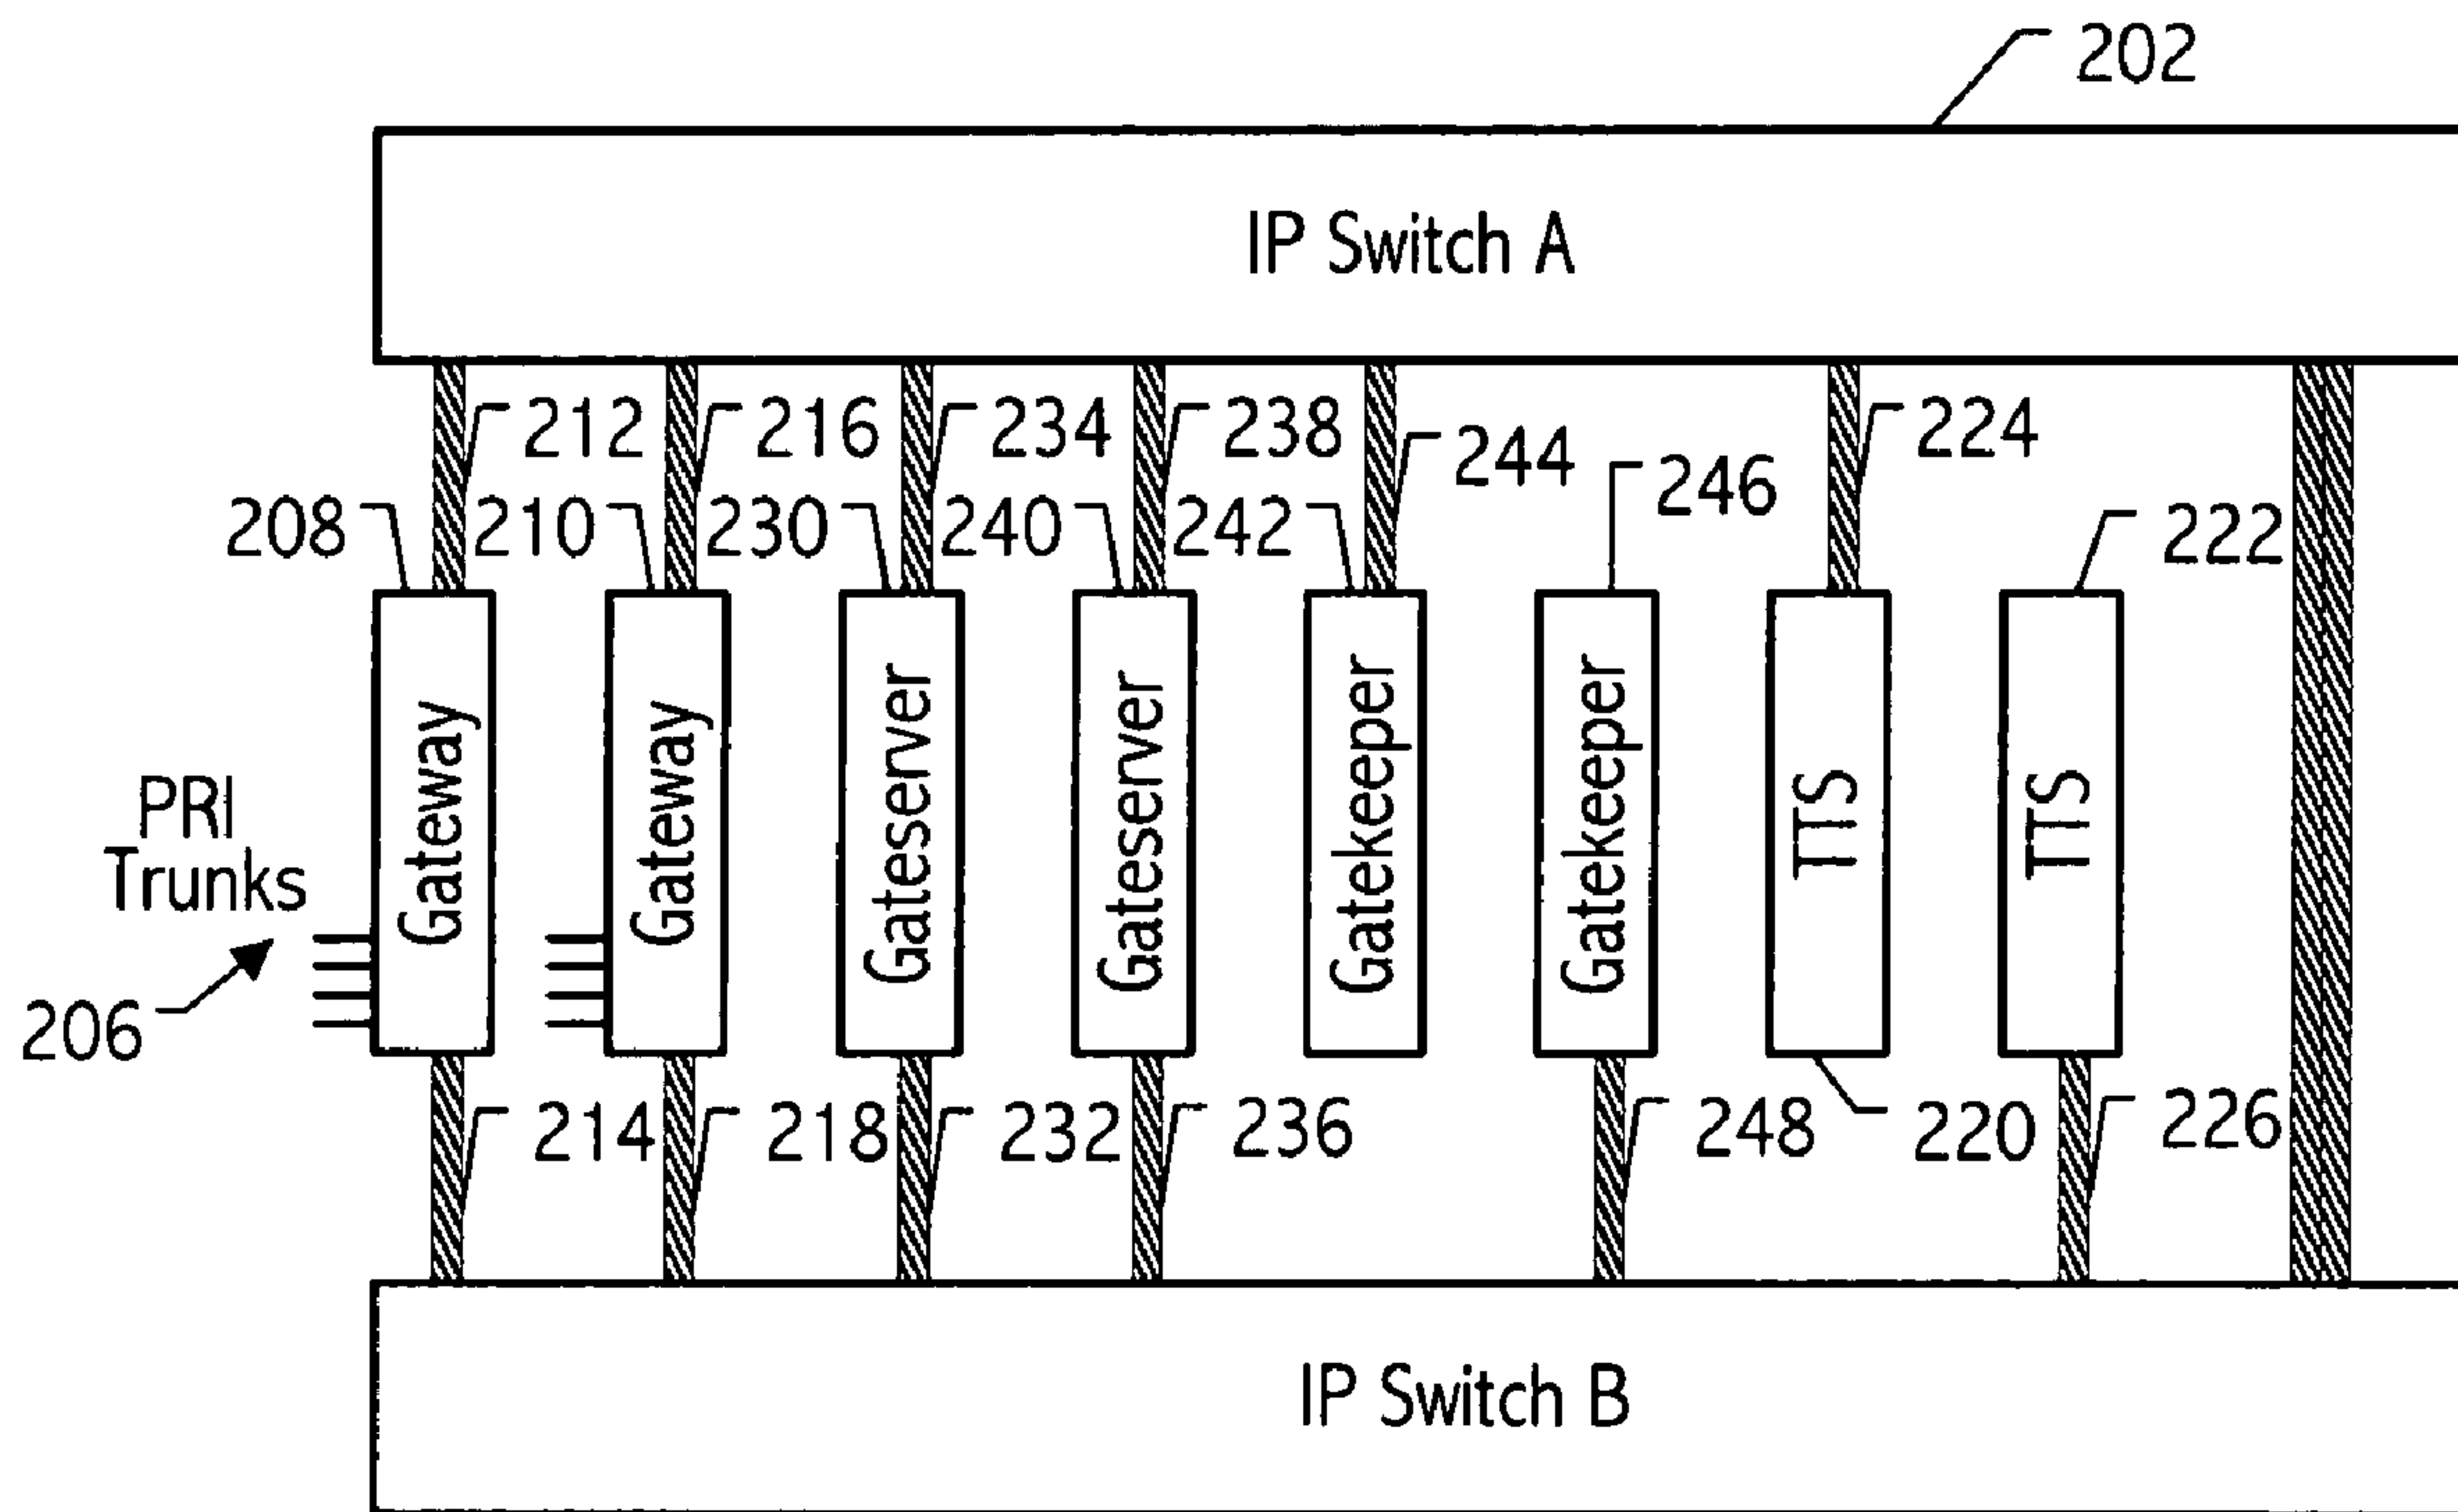 202
IP Switch A
212
216
234
238
244
224
246
208
210
230
240
242
222
Gateway
Gateway
Gateserver
Gateserver
Gatekeeper
Gatekeeper
TTS
TTS
PRI
Trunks
206
214
218
232
236
248
220
226
IP Switch B